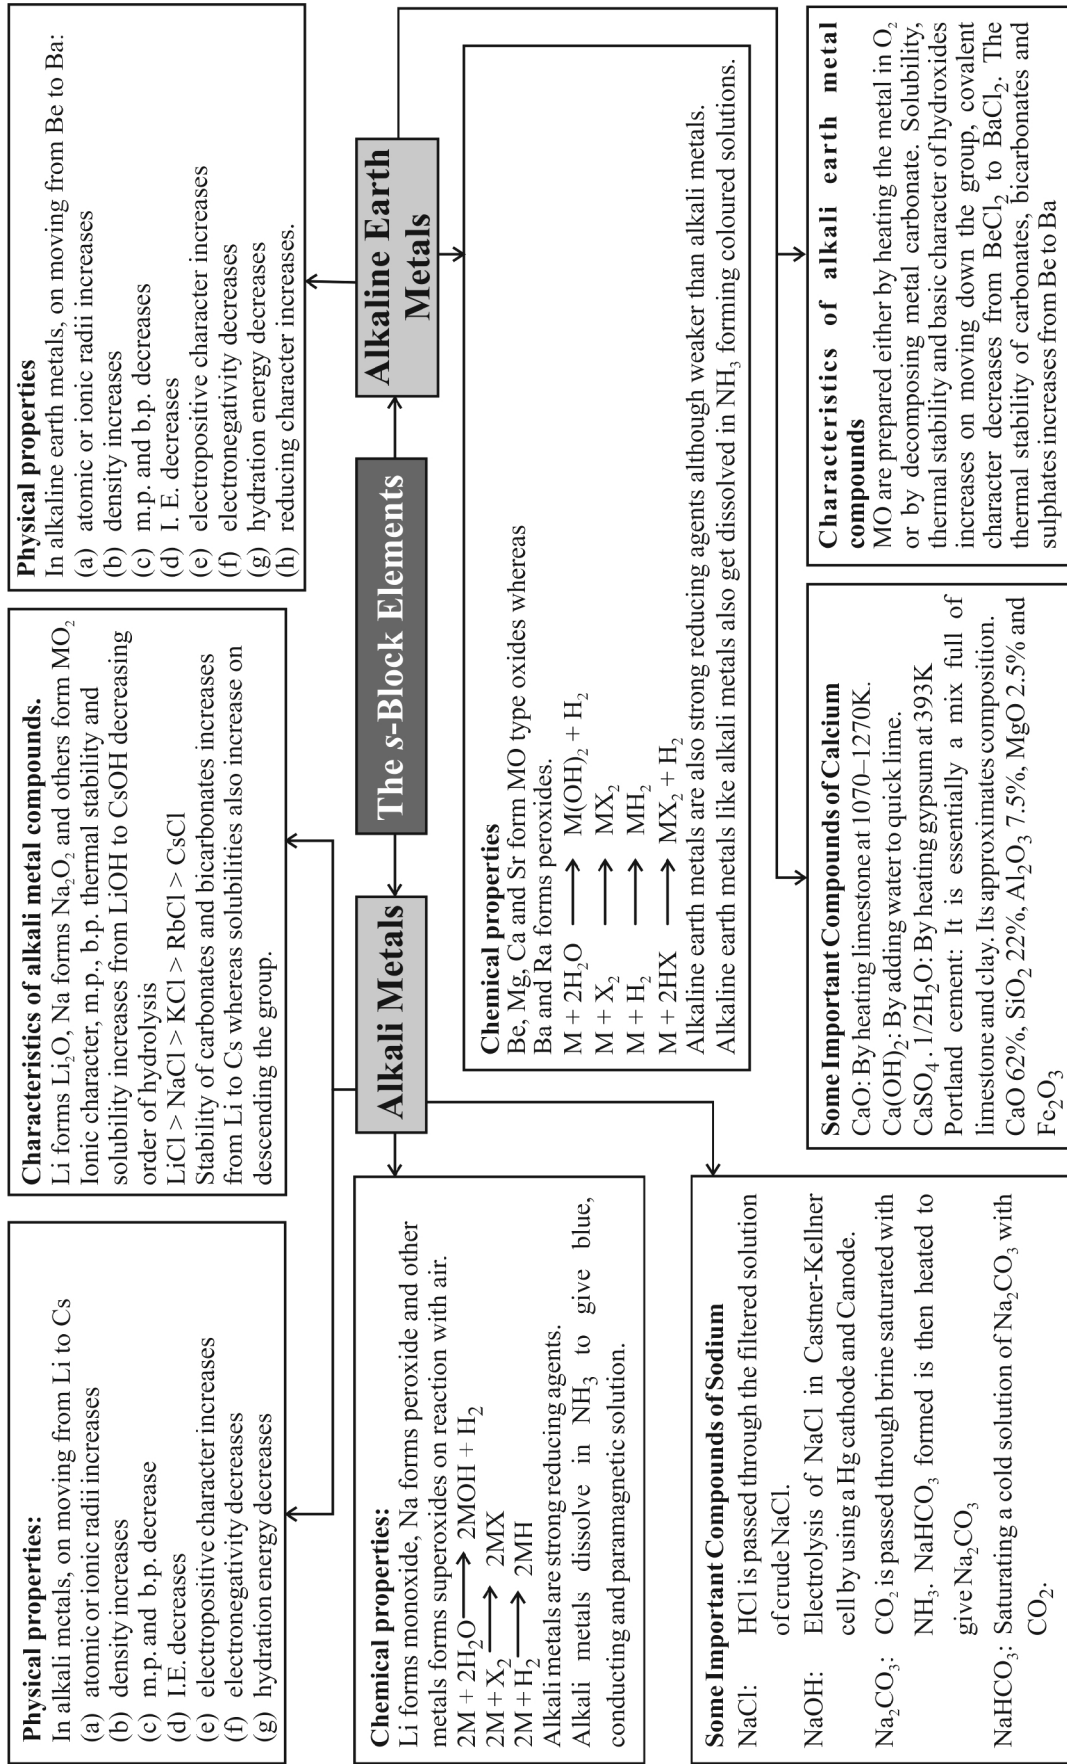 Physical properties:
In alkali metals, on moving from Li to Cs
(a) atomic or ionic radii increases
(b) density increases
(c) m.p. and b.p. decrease
(d) I.E. decreases
(e) electropositive character increases
(f) electronegativity decreases
(g) hydration energy decreases
Characteristics of alkali metal compounds.
Li forms Li₂O, Na forms Na₂O₂ and others form MO₂
Ionic character, m.p., b.p. thermal stability and
solubility increases from LiOH to CsOH decreasing
order of hydrolysis
LiCl > NaCl > KCl > RbCl > CsCl
Stability of carbonates and bicarbonates increases
from Li to Cs whereas solubilities also increase on
descending the group.
Physical properties
In alkaline earth metals, on moving from Be to Ba:
(a) atomic or ionic radii increases
(b) density increases
(c) m.p. and b.p. decreases
(d) I. E. decreases
(e) electropositive character increases
(f) electronegativity decreases
(g) hydration energy decreases
(h) reducing character increases.
Alkali Metals
The s-Block Elements
Alkaline Earth
Metals
Chemical properties:
Li forms monoxide, Na forms peroxide and other
metals forms superoxides on reaction with air.
2M + 2H₂O ⟶ 2MOH + H₂
2M + X₂ ⟶ 2MX
2M + H₂ ⟶ 2MH
Alkali metals are strong reducing agents.
Alkali metals dissolve in NH₃ to give blue,
conducting and paramagnetic solution.
Chemical properties
Be, Mg, Ca and Sr form MO type oxides whereas
Ba and Ra forms peroxides.
M + 2H₂O ⟶ M(OH)₂ + H₂
M + X₂ ⟶ MX₂
M + H₂ ⟶ MH₂
M + 2HX ⟶ MX₂ + H₂
Alkaline earth metals are also strong reducing agents although weaker than alkali metals.
Alkaline earth metals like alkali metals also get dissolved in NH₃ forming coloured solutions.
Some Important Compounds of Sodium
NaCl: HCl is passed through the filtered solution
of crude NaCl.
NaOH: Electrolysis of NaCl in Castner-Kellner
cell by using a Hg cathode and Canode.
Na₂CO₃: CO₂ is passed through brine saturated with
NH₃. NaHCO₃ formed is then heated to
give Na₂CO₃
NaHCO₃: Saturating a cold solution of Na₂CO₃ with
CO₂.
Some Important Compounds of Calcium
CaO: By heating limestone at 1070–1270K.
Ca(OH)₂: By adding water to quick lime.
CaSO₄ . 1/2H₂O: By heating gypsum at 393K
Portland cement: It is essentially a mix full of
limestone and clay. Its approximates composition.
CaO 62%, SiO₂ 22%, Al₂O₃ 7.5%, MgO 2.5% and
Fe₂O₃
Characteristics of alkali earth metal
compounds
MO are prepared either by heating the metal in O₂
or by decomposing metal carbonate. Solubility,
thermal stability and basic character of hydroxides
increases on moving down the group, covalent
character decreases from BeCl₂ to BaCl₂. The
thermal stability of carbonates, bicarbonates and
sulphates increases from Be to Ba